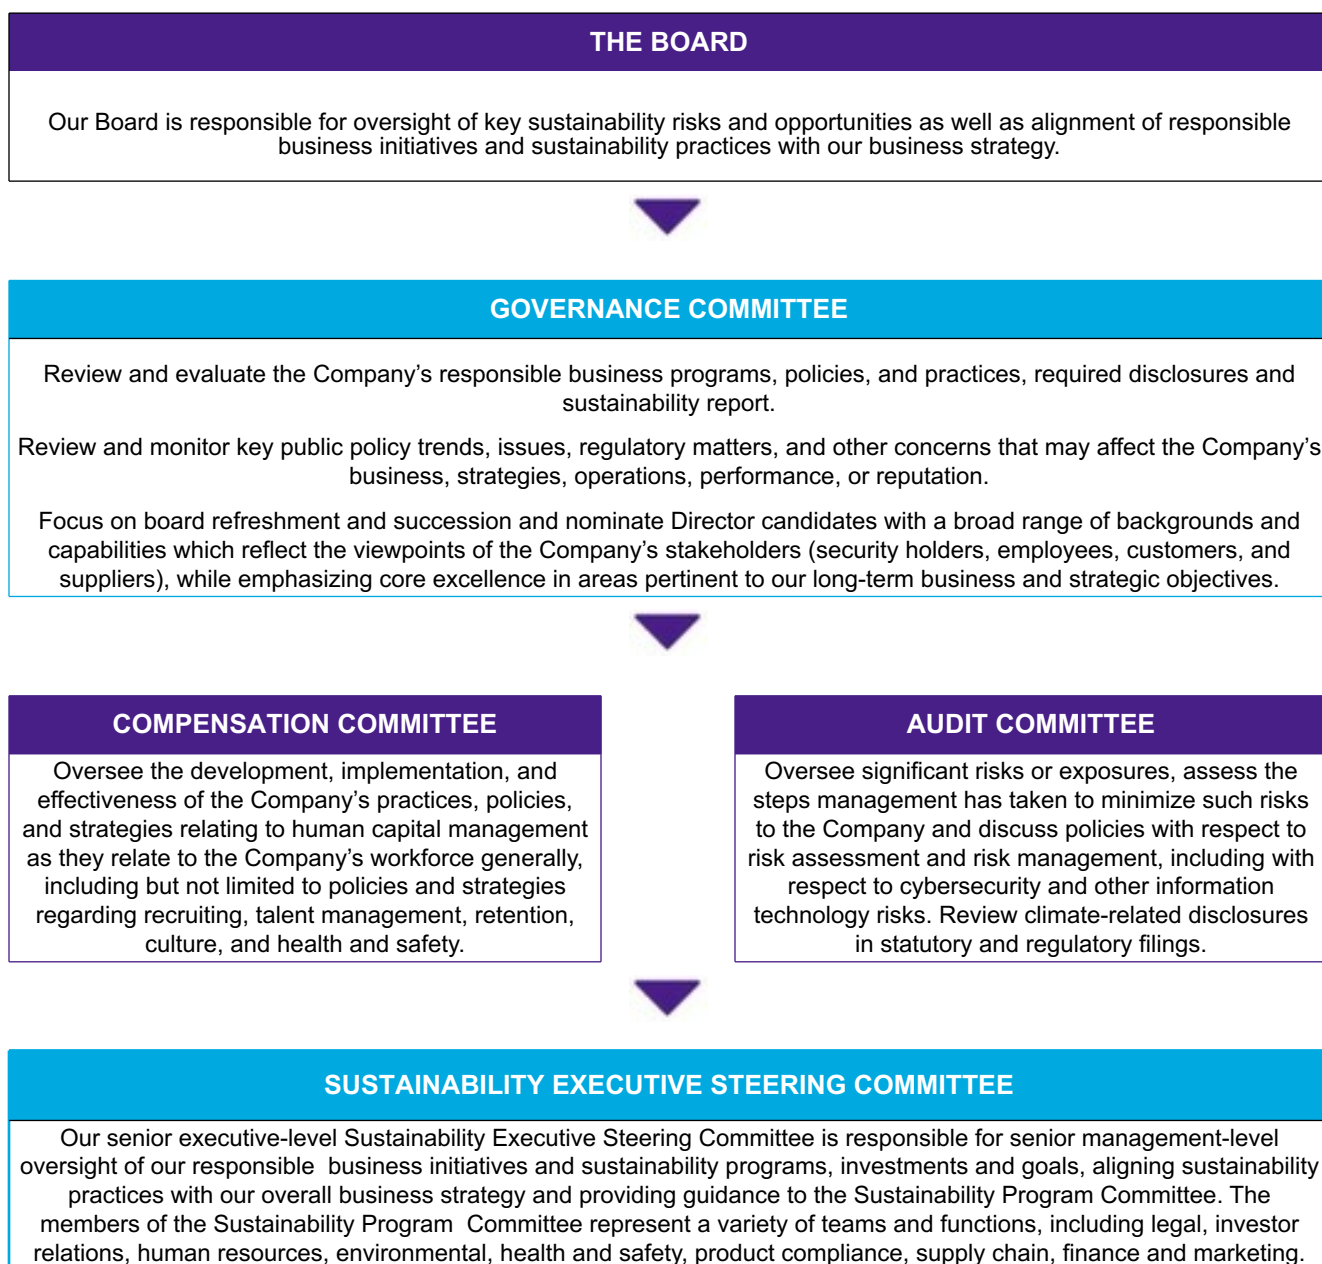 THE BOARD
Our Board is responsible for oversight of key sustainability risks and opportunities as well as alignment of responsible
business initiatives and sustainability practices with our business strategy.
GOVERNANCE COMMITTEE
Review and evaluate the Company’s responsible business programs, policies, and practices, required disclosures and
sustainability report.
Review and monitor key public policy trends, issues, regulatory matters, and other concerns that may affect the Company’s
business, strategies, operations, performance, or reputation.
Focus on board refreshment and succession and nominate Director candidates with a broad range of backgrounds and
capabilities which reflect the viewpoints of the Company’s stakeholders (security holders, employees, customers, and
suppliers), while emphasizing core excellence in areas pertinent to our long-term business and strategic objectives.
COMPENSATION COMMITTEE
Oversee the development, implementation, and
effectiveness of the Company’s practices, policies,
and strategies relating to human capital management
as they relate to the Company’s workforce generally,
including but not limited to policies and strategies
regarding recruiting, talent management, retention,
culture, and health and safety.
AUDIT COMMITTEE
Oversee significant risks or exposures, assess the
steps management has taken to minimize such risks
to the Company and discuss policies with respect to
risk assessment and risk management, including with
respect to cybersecurity and other information
technology risks. Review climate-related disclosures
in statutory and regulatory filings.
SUSTAINABILITY EXECUTIVE STEERING COMMITTEE
Our senior executive-level Sustainability Executive Steering Committee is responsible for senior management-level
oversight of our responsible business initiatives and sustainability programs, investments and goals, aligning sustainability
practices with our overall business strategy and providing guidance to the Sustainability Program Committee. The
members of the Sustainability Program Committee represent a variety of teams and functions, including legal, investor
relations, human resources, environmental, health and safety, product compliance, supply chain, finance and marketing.